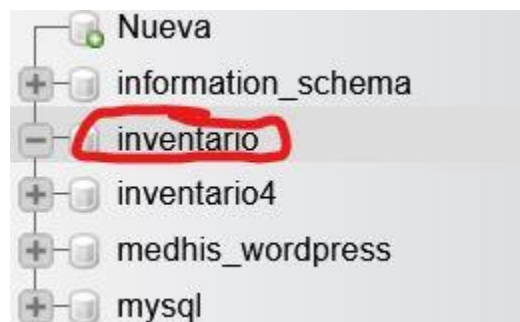 Nueva
information_schema
inventario
inventario4
medhis_wordpress
mysql